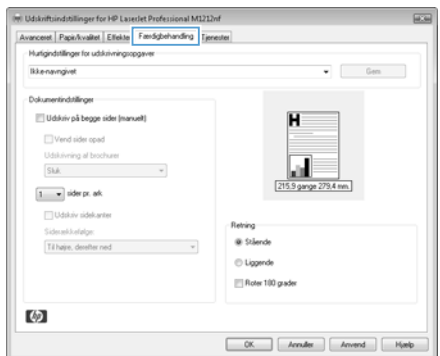 Udskriftsindstillinger for HP LaserJet Professional M1212nf
Avanceret Papir/kvalitet Effekter Færdigbehandling Tjenester
Hurtigindstillinger for udskrivningsopgaver
Ikke-navngivet Gem
Dokumentindstillinger
Udskriv på begge sider (manuelt)
Vend sider opad
Udskrivning af brochurer
Sluk.
1 sider pr. ark
Udskriv sidekanter
Siderækkefølge:
Til højre, derefter ned
215,9 gange 279,4 mm.
Retning
Stående
Liggende
Roter 180 grader
hp
OK Annuller Anvend Hjælp